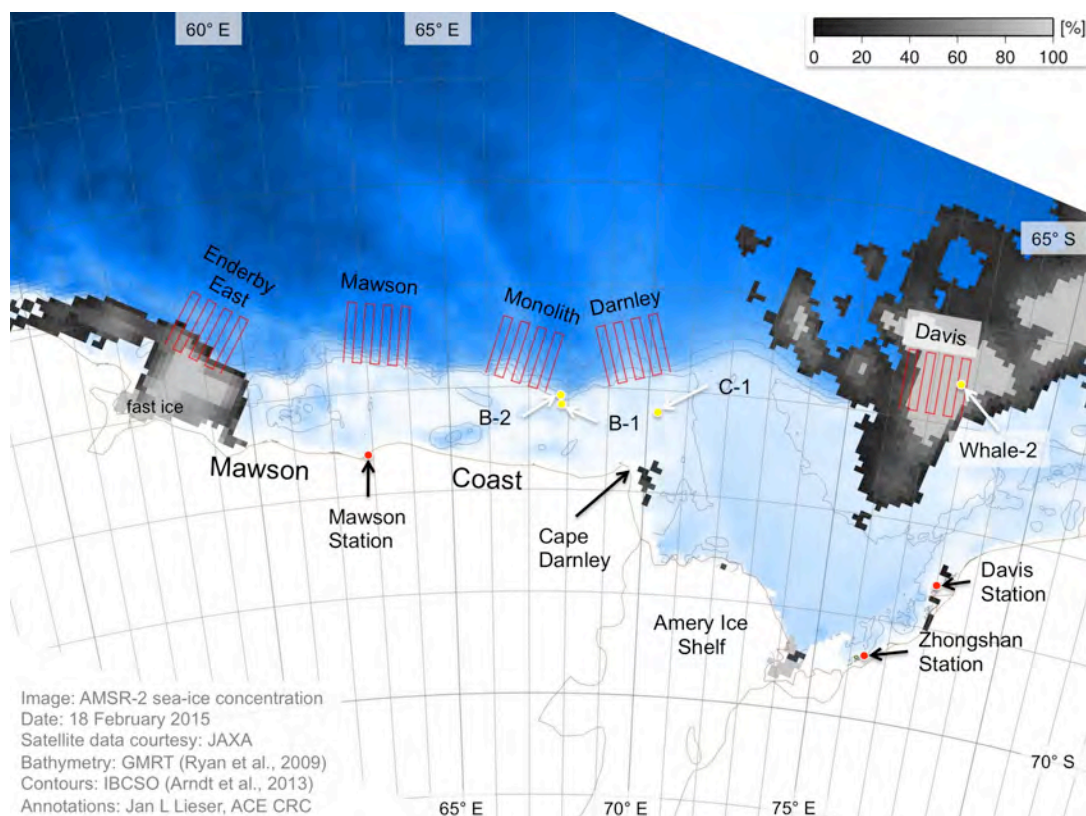 60° E
65° E
[%]
0 20 40 60 80 100
65° S
Enderby
East
Mawson
Monolith
Darnley
Davis
C-1
B-2
B-1
Whale-2
fast ice
Mawson
Coast
Mawson
Station
Cape
Darnley
Davis
Station
Amery Ice
Shelf
Zhongshan
Station
Image: AMSR-2 sea-ice concentration
Date: 18 February 2015
Satellite data courtesy: JAXA
Bathymetry: GMRT (Ryan et al., 2009)
Contours: IBCSO (Arndt et al., 2013)
Annotations: Jan L Lieser, ACE CRC
70° S
65° E
70° E
75° E